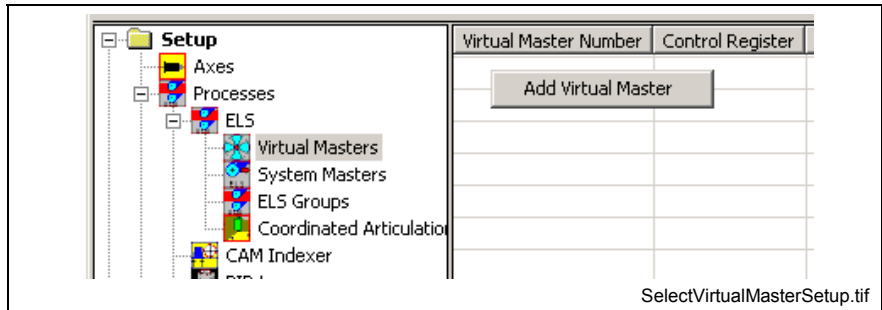 Setup
Virtual Master Number Control Register
Axes
Add Virtual Master
Processes
ELS
Virtual Masters
System Masters
ELS Groups
Coordinated Articulatio
CAM Indexer
SelectVirtualMasterSetup.tif